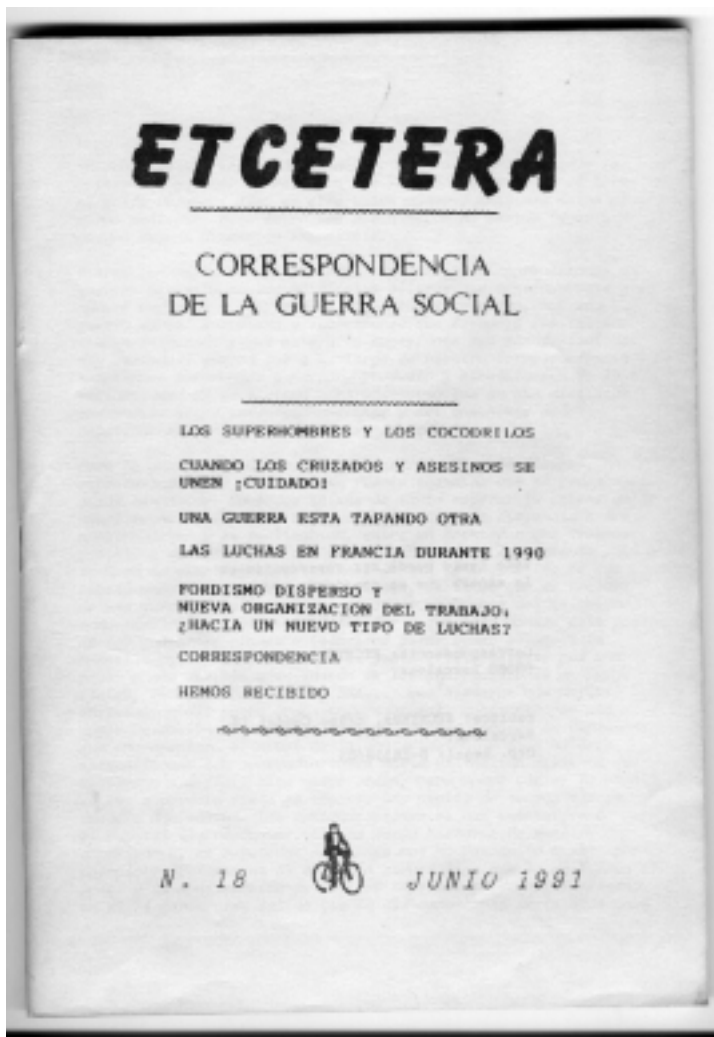 ETCETERA
CORRESPONDENCIA
DE LA GUERRA SOCIAL
LOS SUPERHOMBRES Y LOS COCODRILOS
CUANDO LOS CRUZADOS Y ASESINOS SE
UNEN ¡CUIDADO!
UNA GUERRA ESTA TAPANDO OTRA
LAS LUCHAS EN FRANCIA DURANTE 1990
FORDISMO DISPERSO Y
NUEVA ORGANIZACION DEL TRABAJO:
¿HACIA UN NUEVO TIPO DE LUCHAS?
CORRESPONDENCIA
HEMOS RECIBIDO
N. 18 JUNIO 1991